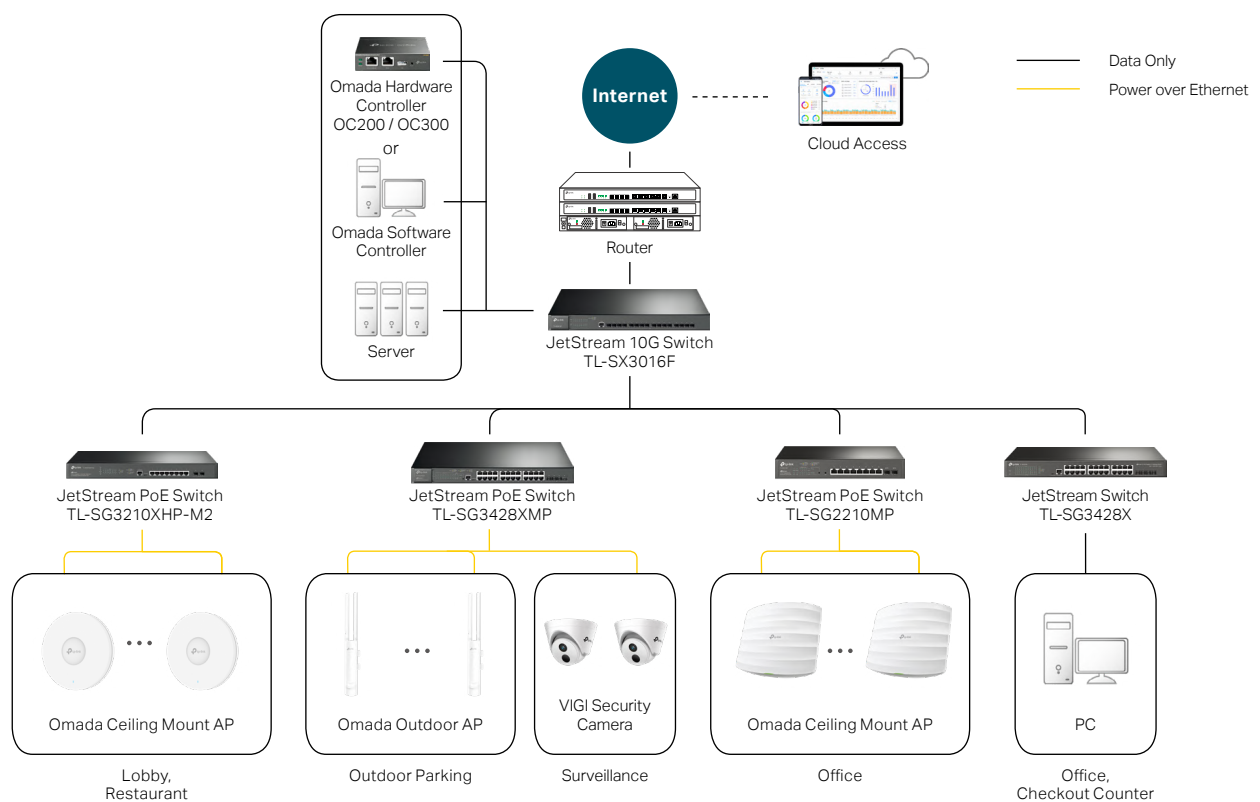 Omada Hardware
Controller
OC200 / OC300
or
Omada Software
Controller
Server
Internet
Cloud Access
Data Only
Power over Ethernet
Router
JetStream 10G Switch
TL-SX3016F
JetStream PoE Switch
TL-SG3210XHP-M2
JetStream PoE Switch
TL-SG3428XMP
JetStream PoE Switch
TL-SG2210MP
JetStream Switch
TL-SG3428X
Omada Ceiling Mount AP
Omada Outdoor AP
VIGI Security
Camera
Omada Ceiling Mount AP
PC
Lobby,
Restaurant
Outdoor Parking
Surveillance
Office
Office,
Checkout Counter